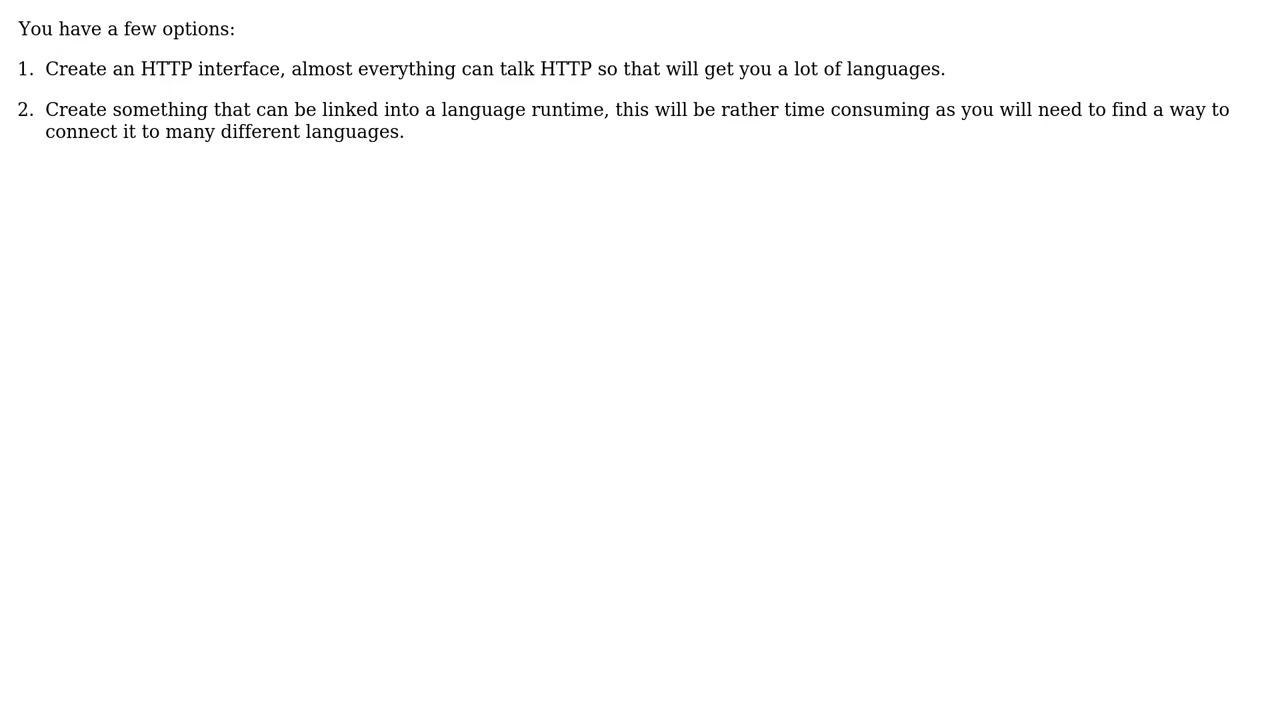 You have a few options:
1. Create an HTTP interface, almost everything can talk HTTP so that will get you a lot of languages.
2. Create something that can be linked into a language runtime, this will be rather time consuming as you will need to find a way to
connect it to many different languages.